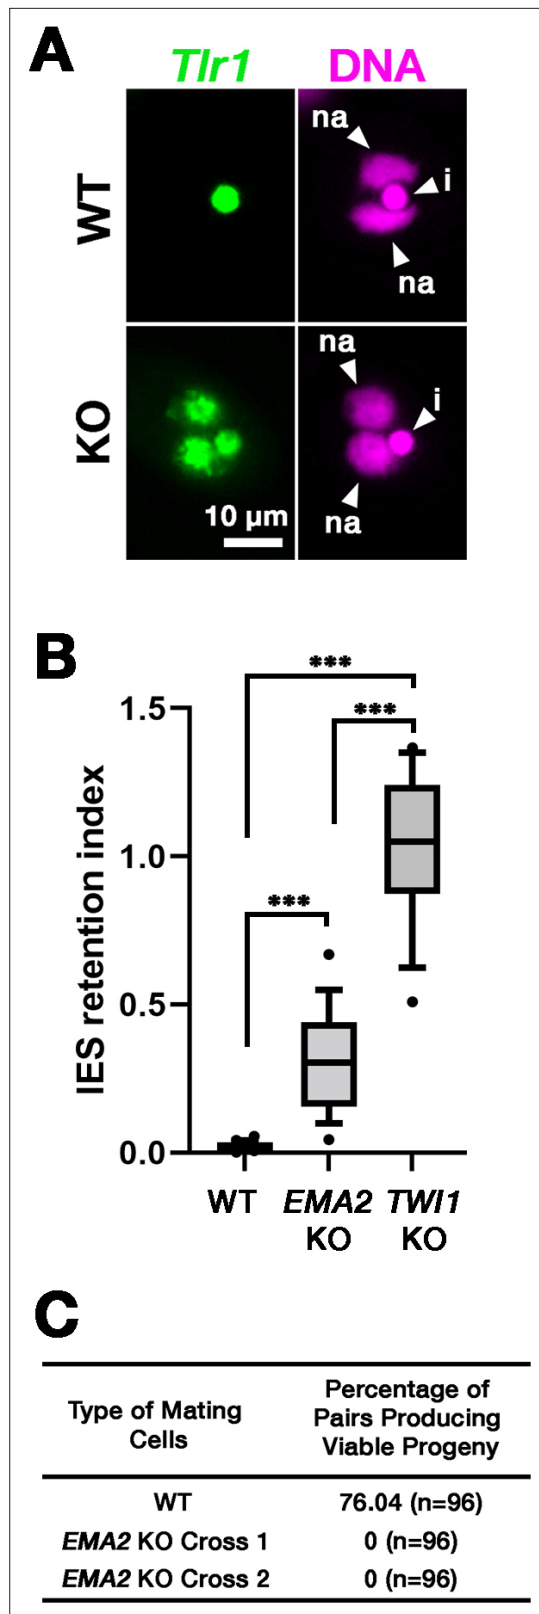 A
Tlr1 DNA
WT
na
i
na
KO
na
i
na
10 µm
B
***
***
***
IES retention index
1.5
1.0
0.5
0.0
WT EMA2 TWI1
KO KO
C
Type of Mating
Cells
Percentage of
Pairs Producing
Viable Progeny
WT 76.04 (n=96)
EMA2 KO Cross 1 0 (n=96)
EMA2 KO Cross 2 0 (n=96)